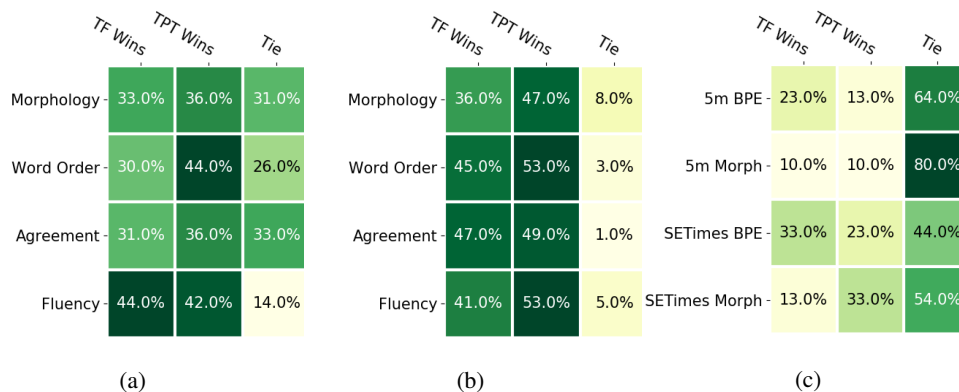 TF Wins TPT Wins Tie
Morphology 33.0% 36.0% 31.0%
Word Order 30.0% 44.0% 26.0%
Agreement 31.0% 36.0% 33.0%
Fluency 44.0% 42.0% 14.0%
(a)
TF Wins TPT Wins Tie
Morphology 36.0% 47.0% 8.0%
Word Order 45.0% 53.0% 3.0%
Agreement 47.0% 49.0% 1.0%
Fluency 41.0% 53.0% 5.0%
(b)
TF Wins TPT Wins Tie
5m BPE 23.0% 13.0% 64.0%
5m Morph 10.0% 10.0% 80.0%
SETimes BPE 33.0% 23.0% 44.0%
SETimes Morph 13.0% 33.0% 54.0%
(c)